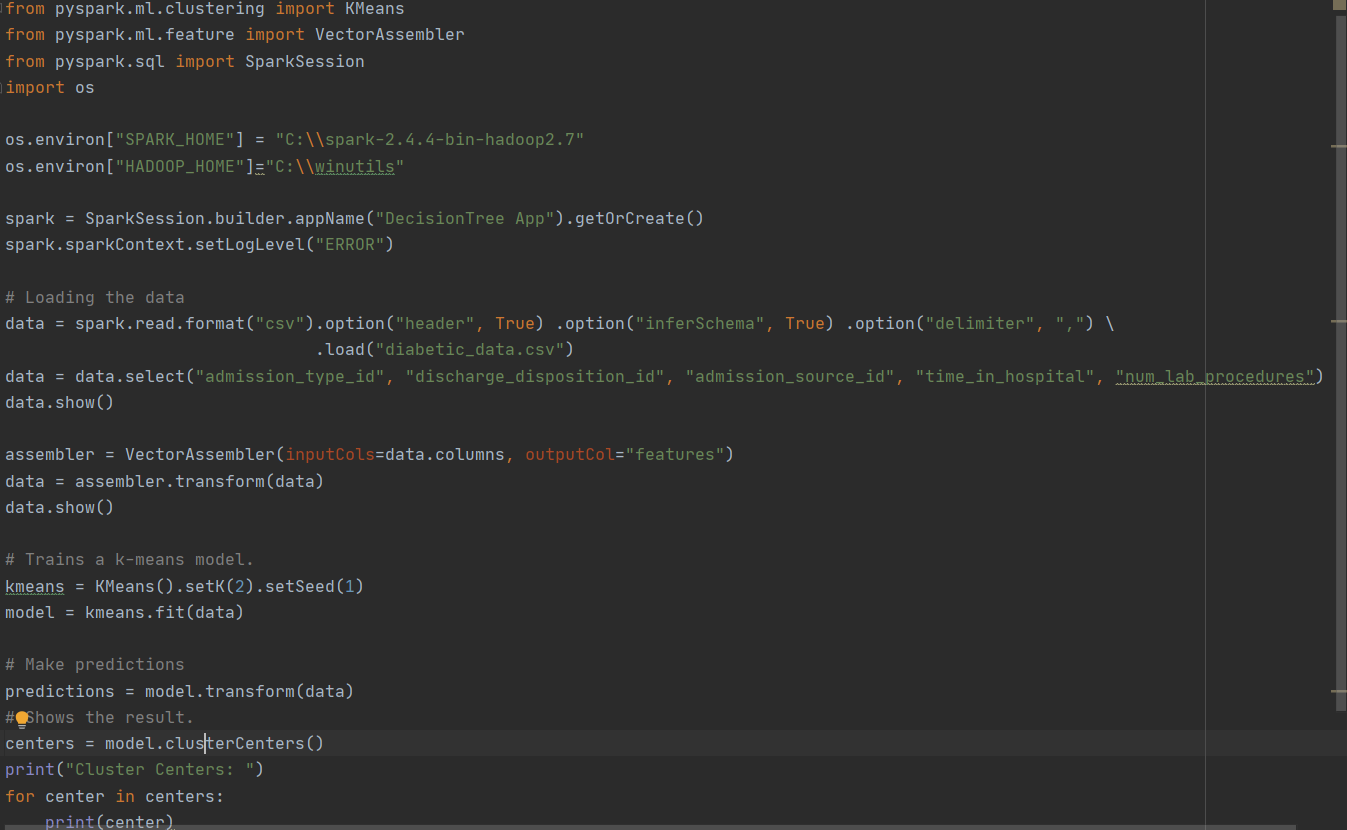 from pyspark.ml.clustering import KMeans
from pyspark.ml.feature import VectorAssembler
from pyspark.sql import SparkSession
import os
os.environ["SPARK_HOME"] = "C:\\spark-2.4.4-bin-hadoop2.7"
os.environ["HADOOP_HOME"]="C:\\winutils"
spark = SparkSession.builder.appName("DecisionTree App").getOrCreate()
spark.sparkContext.setLogLevel("ERROR")
# Loading the data
data = spark.read.format("csv").option("header", True) .option("inferSchema", True) .option("delimiter", ",") \
.load("diabetic_data.csv")
data = data.select("admission_type_id", "discharge_disposition_id", "admission_source_id", "time_in_hospital", "num_lab_procedures")
data.show()
assembler = VectorAssembler(inputCols=data.columns, outputCol="features")
data = assembler.transform(data)
data.show()
# Trains a k-means model.
kmeans = KMeans().setK(2).setSeed(1)
model = kmeans.fit(data)
# Make predictions
predictions = model.transform(data)
# Shows the result.
centers = model.clusterCenters()
print("Cluster Centers: ")
for center in centers:
    print(center)